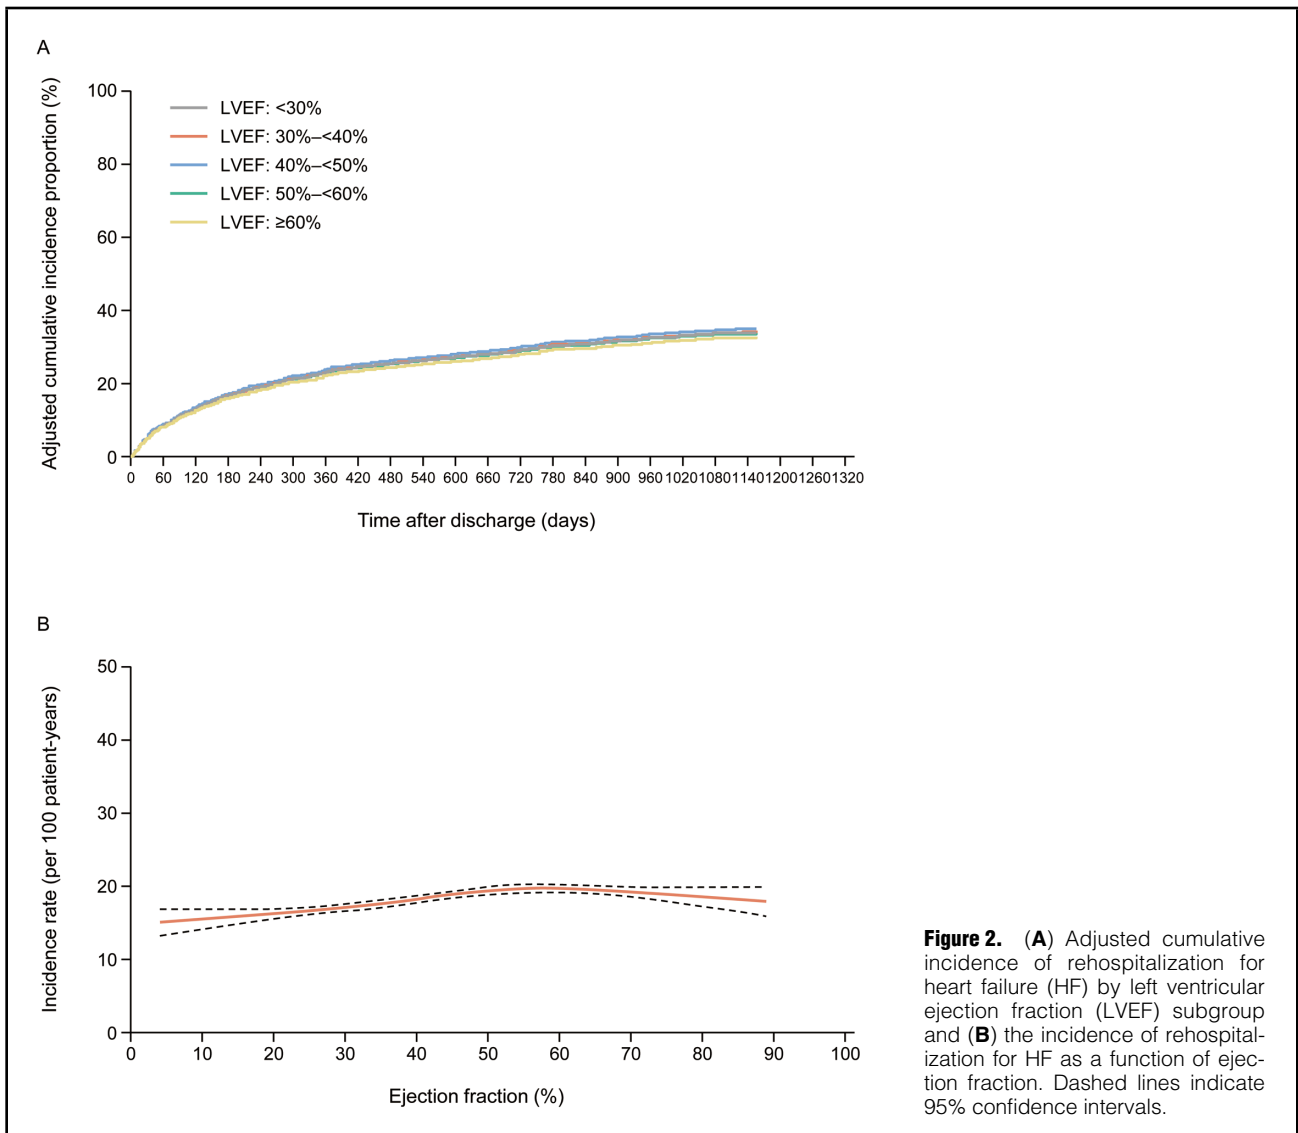 A
Adjusted cumulative incidence proportion (%)
100
80
60
40
20
0
LVEF: <30%
LVEF: 30%–<40%
LVEF: 40%–<50%
LVEF: 50%–<60%
LVEF: ≥60%
0 60 120 180 240 300 360 420 480 540 600 660 720 780 840 900 960 1020 1080 1140 1200 1260 1320
Time after discharge (days)
B
Incidence rate (per 100 patient-years)
50
40
30
20
10
0
0 10 20 30 40 50 60 70 80 90 100
Ejection fraction (%)
Figure 2. (A) Adjusted cumulative
incidence of rehospitalization for
heart failure (HF) by left ventricular
ejection fraction (LVEF) subgroup
and (B) the incidence of rehospital-
ization for HF as a function of ejec-
tion fraction. Dashed lines indicate
95% confidence intervals.